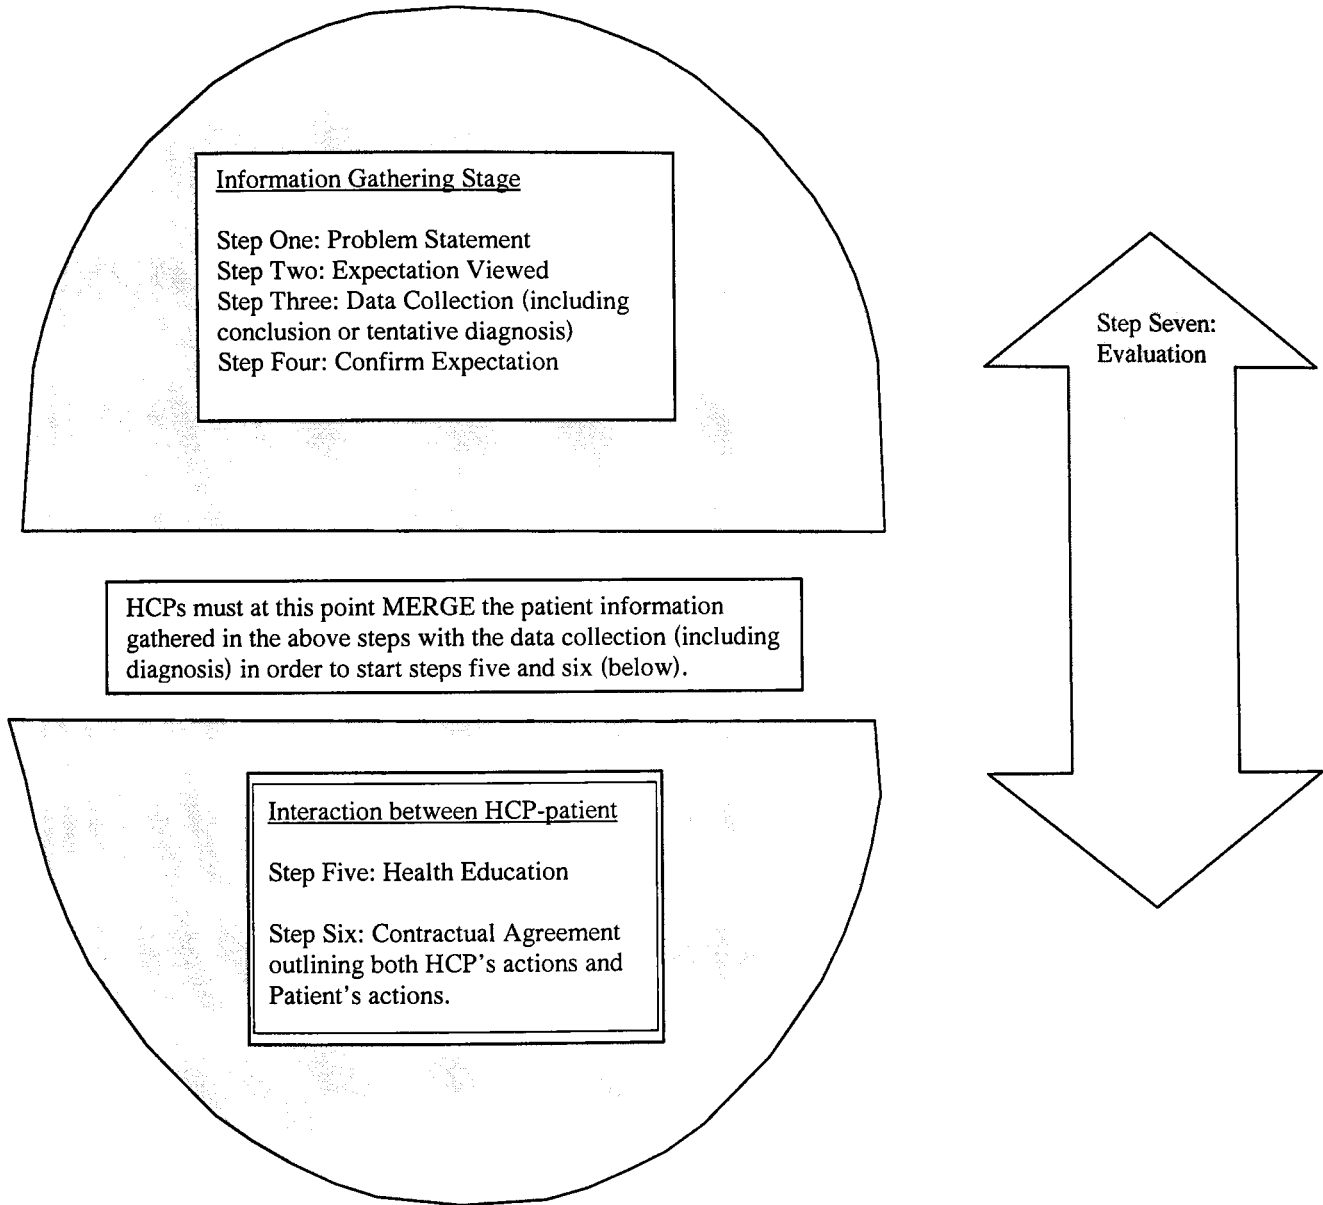 Information Gathering Stage
Step One: Problem Statement
Step Two: Expectation Viewed
Step Three: Data Collection (including
conclusion or tentative diagnosis)
Step Four: Confirm Expectation
Step Seven:
Evaluation
HCPs must at this point MERGE the patient information
gathered in the above steps with the data collection (including
diagnosis) in order to start steps five and six (below).
Interaction between HCP-patient
Step Five: Health Education
Step Six: Contractual Agreement
outlining both HCP's actions and
Patient's actions.